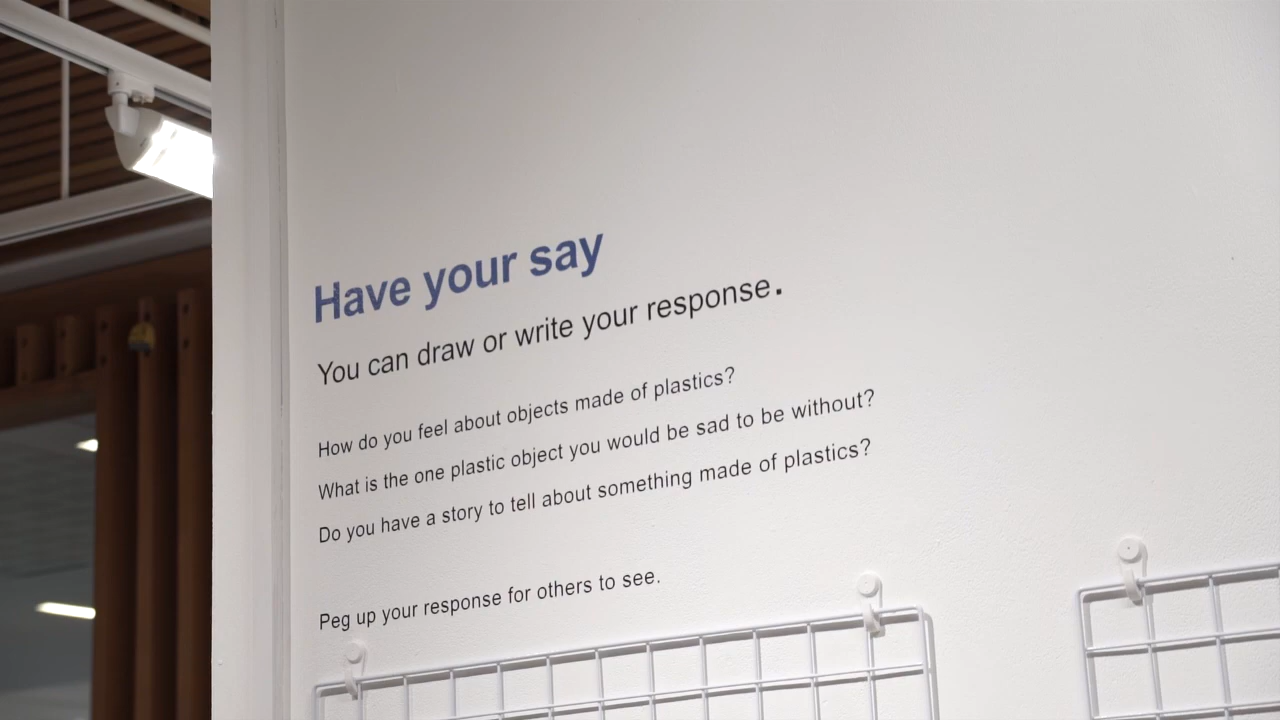 Have your say
You can draw or write your response.
How do you feel about objects made of plastics?
What is the one plastic object you would be sad to be without?
Do you have a story to tell about something made of plastics?
Peg up your response for others to see.